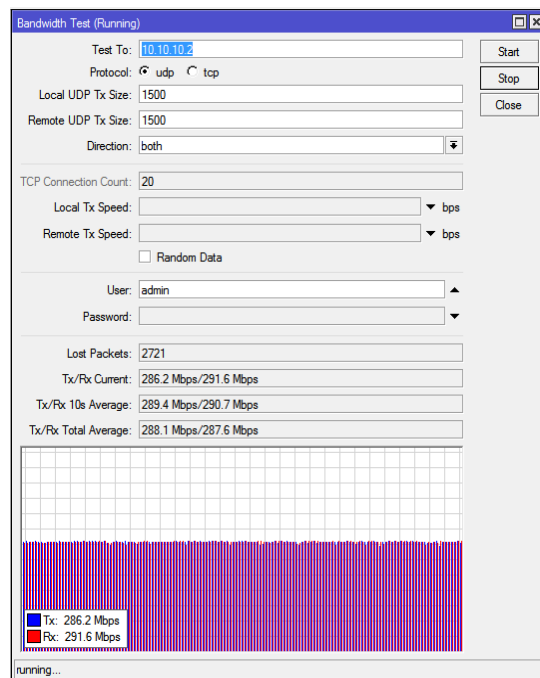 Bandwidth Test (Running)
Test To: 10.10.10.2
Start
Protocol: udp tcp
Stop
Local UDP Tx Size: 1500
Close
Remote UDP Tx Size: 1500
Direction: both
TCP Connection Count: 20
Local Tx Speed: bps
Remote Tx Speed: bps
Random Data
User: admin
Password:
Lost Packets: 2721
Tx/Rx Current: 286.2 Mbps/291.6 Mbps
Tx/Rx 10s Average: 289.4 Mbps/290.7 Mbps
Tx/Rx Total Average: 288.1 Mbps/287.6 Mbps
Tx: 286.2 Mbps
Rx: 291.6 Mbps
running...